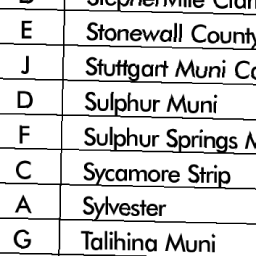 E Stonewall County
J Stuttgart Muni
D Sulphur Muni
F Sulphur Springs
C Sycamore Strip
A Sylvester
G Talihina Muni